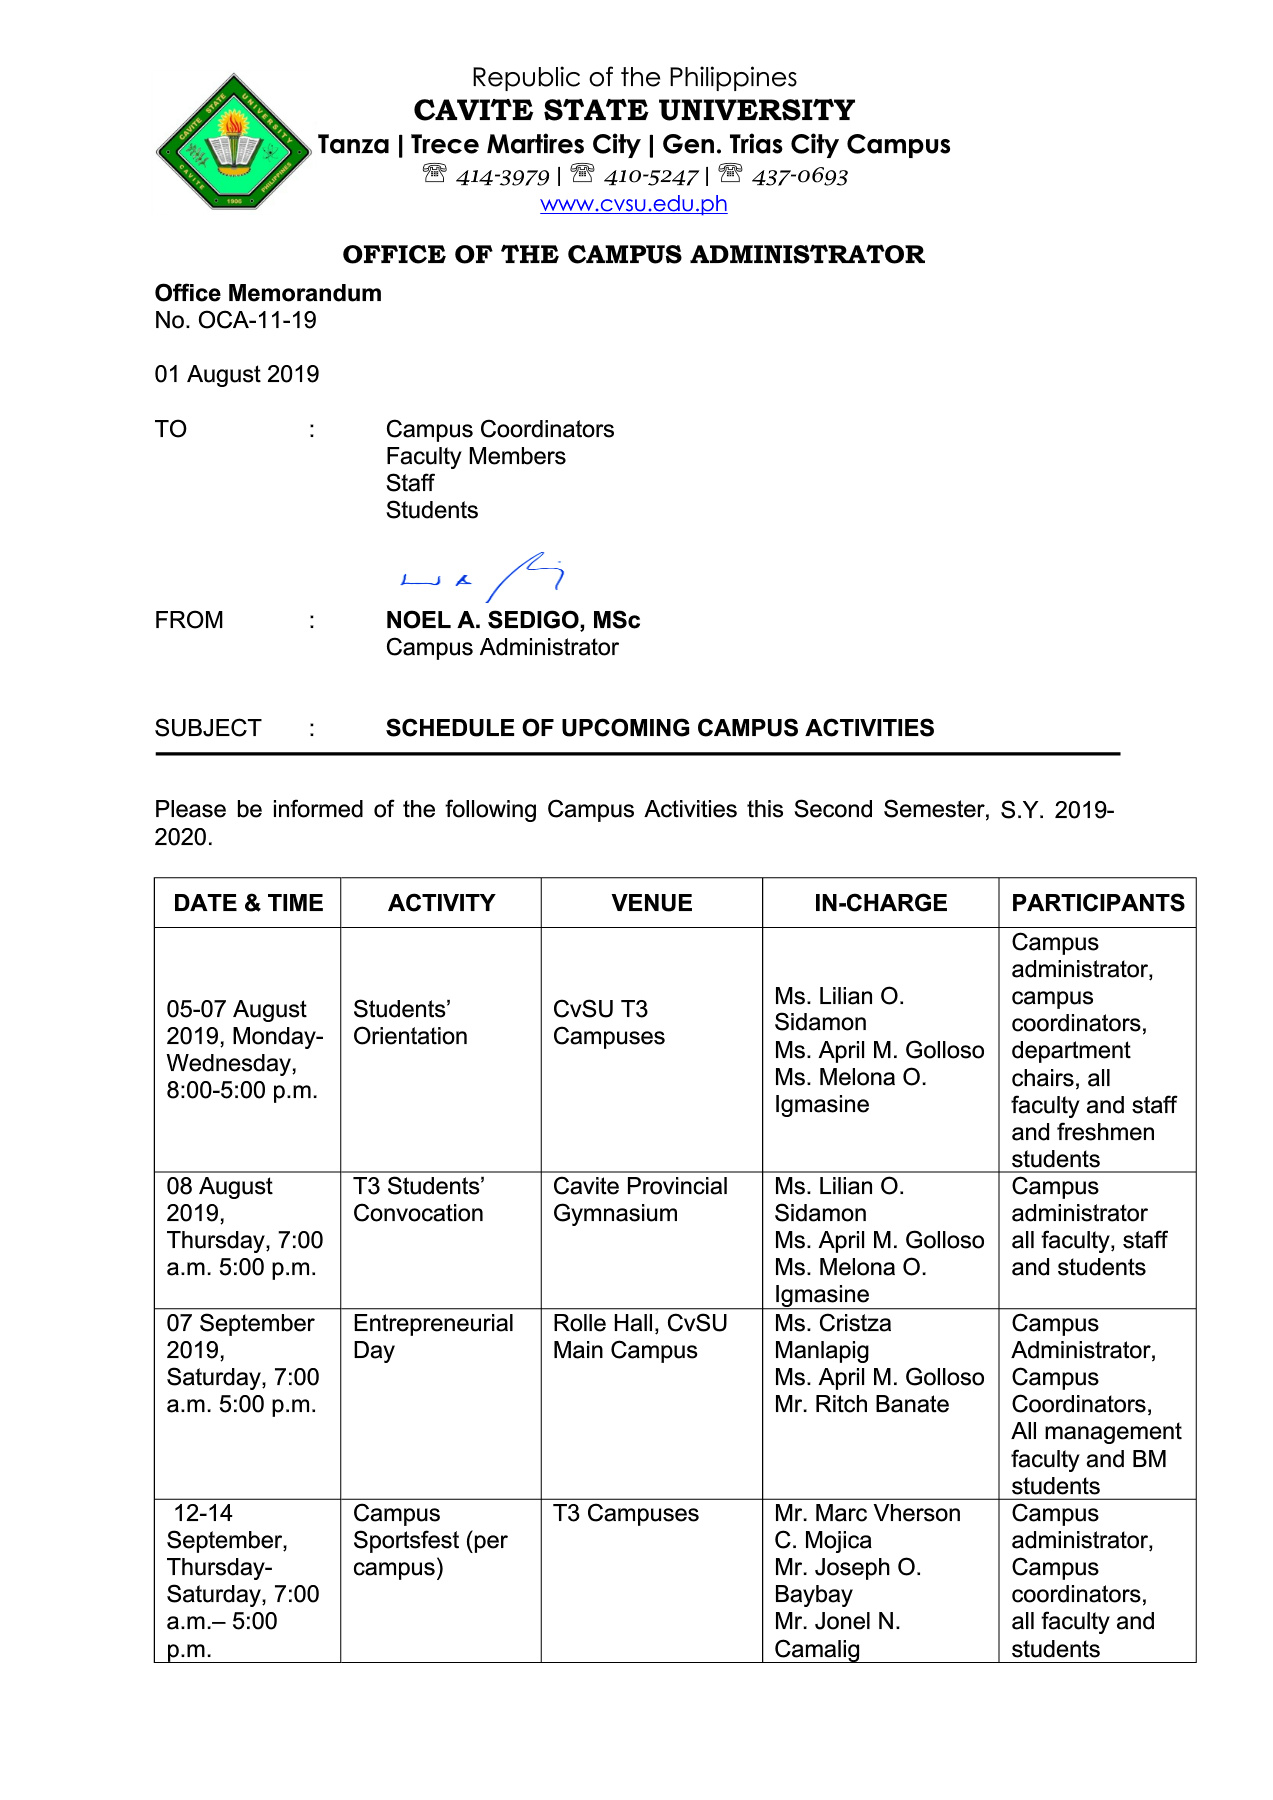 Republic of the Philippines
CAVITE STATE UNIVERSITY
Tanza | Trece Martires City | Gen. Trias City Campus
☏ 414-3979 | ☏ 410-5247 | ☏ 437-0693
www.cvsu.edu.ph
CAVITE STATE UNIVERSITY
CAVITE PHILIPPINES
1906
OFFICE OF THE CAMPUS ADMINISTRATOR
Office Memorandum
No. OCA-11-19
01 August 2019
TO : Campus Coordinators
Faculty Members
Staff
Students
FROM : NOEL A. SEDIGO, MSc
Campus Administrator
SUBJECT : SCHEDULE OF UPCOMING CAMPUS ACTIVITIES
Please be informed of the following Campus Activities this Second Semester, S.Y. 2019-
2020.
DATE & TIME ACTIVITY VENUE IN-CHARGE PARTICIPANTS
05-07 August
2019, Monday-
Wednesday,
8:00-5:00 p.m.
Students’
Orientation
CvSU T3
Campuses
Ms. Lilian O.
Sidamon
Ms. April M. Golloso
Ms. Melona O.
Igmasine
Campus
administrator,
campus
coordinators,
department
chairs, all
faculty and staff
and freshmen
students
08 August
2019,
Thursday, 7:00
a.m. 5:00 p.m.
T3 Students’
Convocation
Cavite Provincial
Gymnasium
Ms. Lilian O.
Sidamon
Ms. April M. Golloso
Ms. Melona O.
Igmasine
Campus
administrator
all faculty, staff
and students
07 September
2019,
Saturday, 7:00
a.m. 5:00 p.m.
Entrepreneurial
Day
Rolle Hall, CvSU
Main Campus
Ms. Cristza
Manlapig
Ms. April M. Golloso
Mr. Ritch Banate
Campus
Administrator,
Campus
Coordinators,
All management
faculty and BM
students
12-14
September,
Thursday-
Saturday, 7:00
a.m.– 5:00
p.m.
Campus
Sportsfest (per
campus)
T3 Campuses
Mr. Marc Vherson
C. Mojica
Mr. Joseph O.
Baybay
Mr. Jonel N.
Camalig
Campus
administrator,
Campus
coordinators,
all faculty and
students